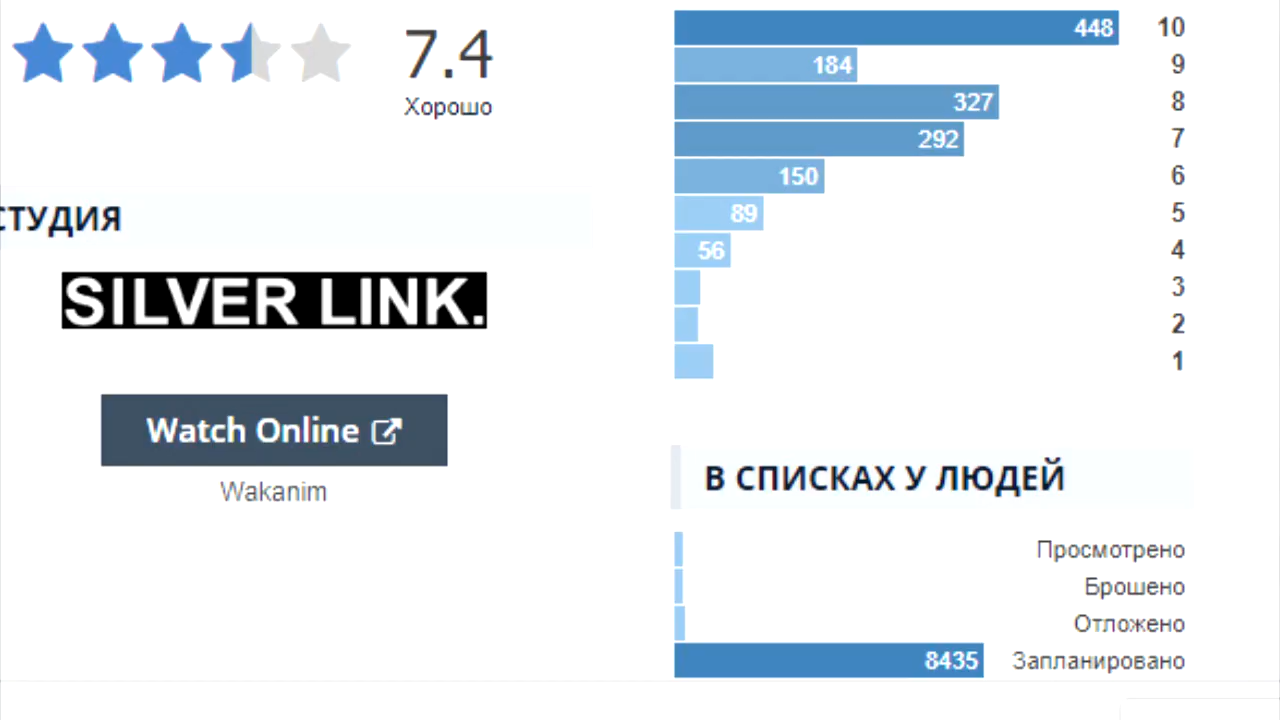 7.4
Хорошо
СТУДИЯ
SILVER LINK.
Watch Online
Wakanim
448 10
184 9
327 8
292 7
150 6
89 5
56 4
3
2
1
В СПИСКАХ У ЛЮДЕЙ
Просмотрено
Брошено
Отложено
8435 Запланировано